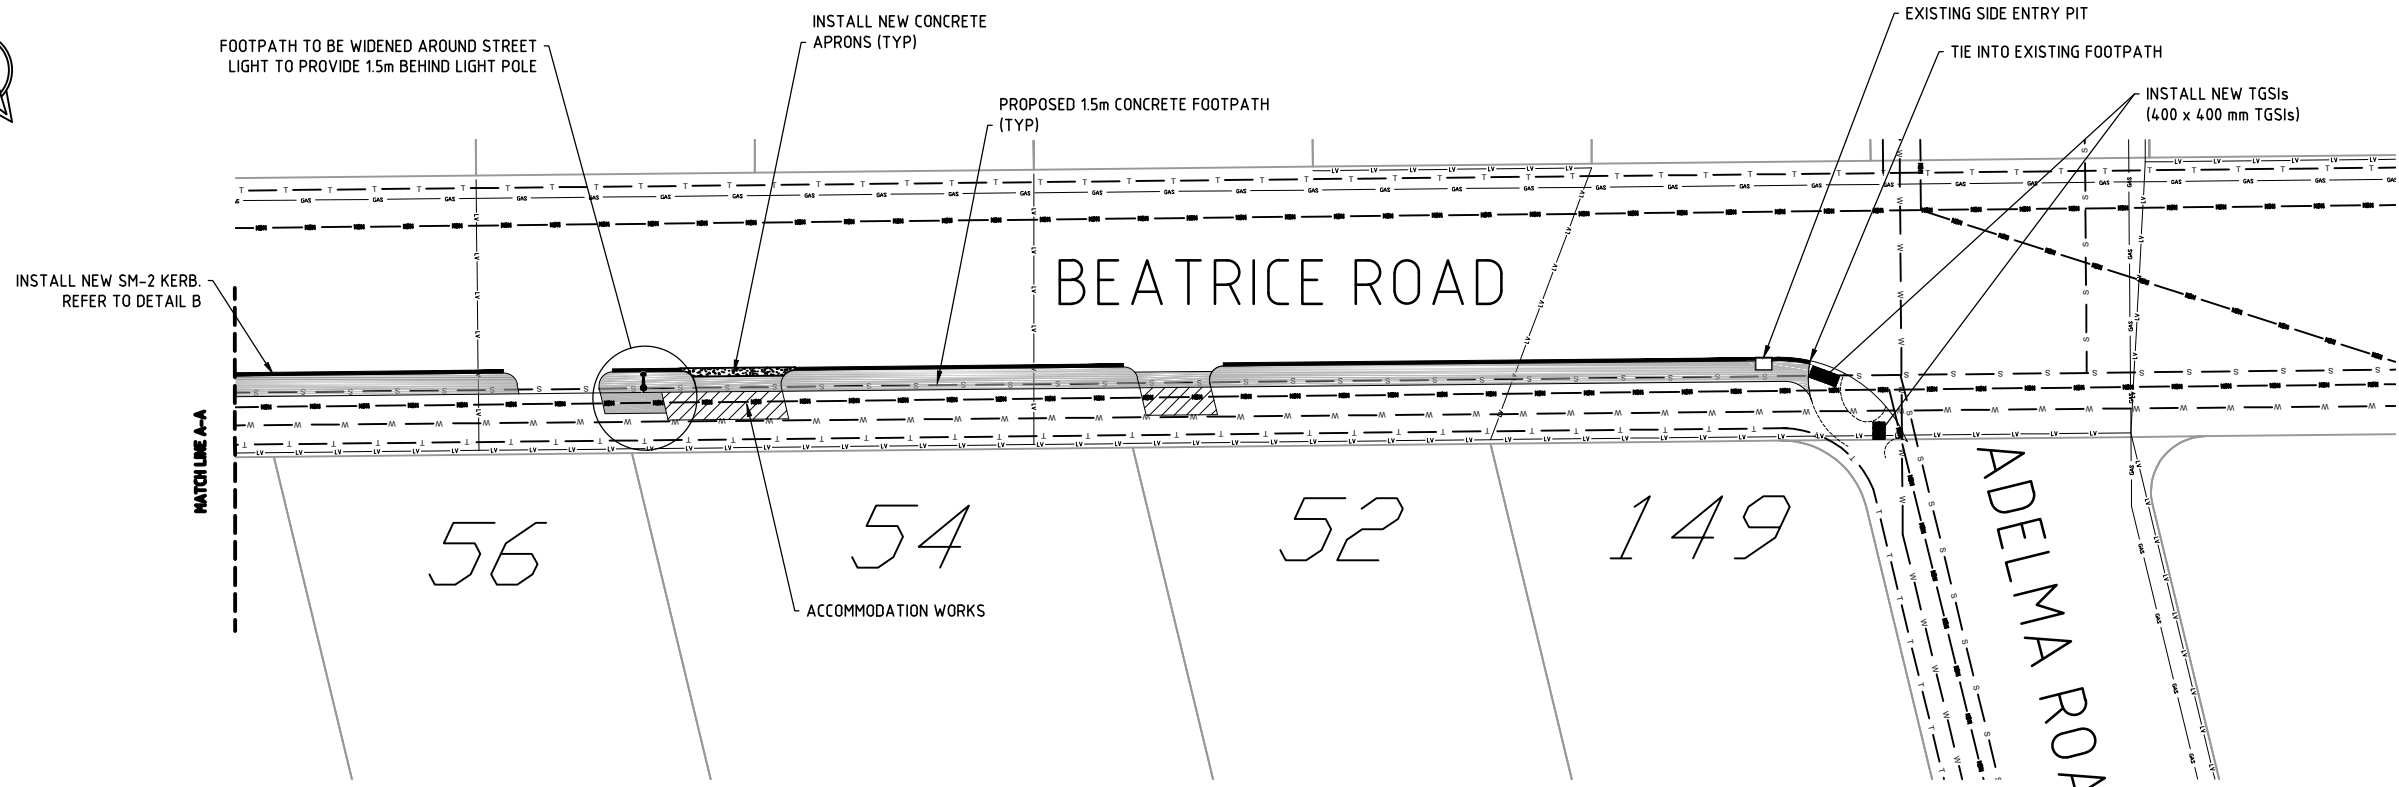 INSTALL NEW CONCRETE
APRONS (TYP)
FOOTPATH TO BE WIDENED AROUND STREET
LIGHT TO PROVIDE 1.5m BEHIND LIGHT POLE
EXISTING SIDE ENTRY PIT
TIE INTO EXISTING FOOTPATH
INSTALL NEW TGSIs
(400 x 400 mm TGSIs)
PROPOSED 1.5m CONCRETE FOOTPATH
(TYP)
BEATRICE ROAD
INSTALL NEW SM-2 KERB.
REFER TO DETAIL B
MATCH LINE A-A
56
54
52
149
ADELMA ROA
ACCOMMODATION WORKS